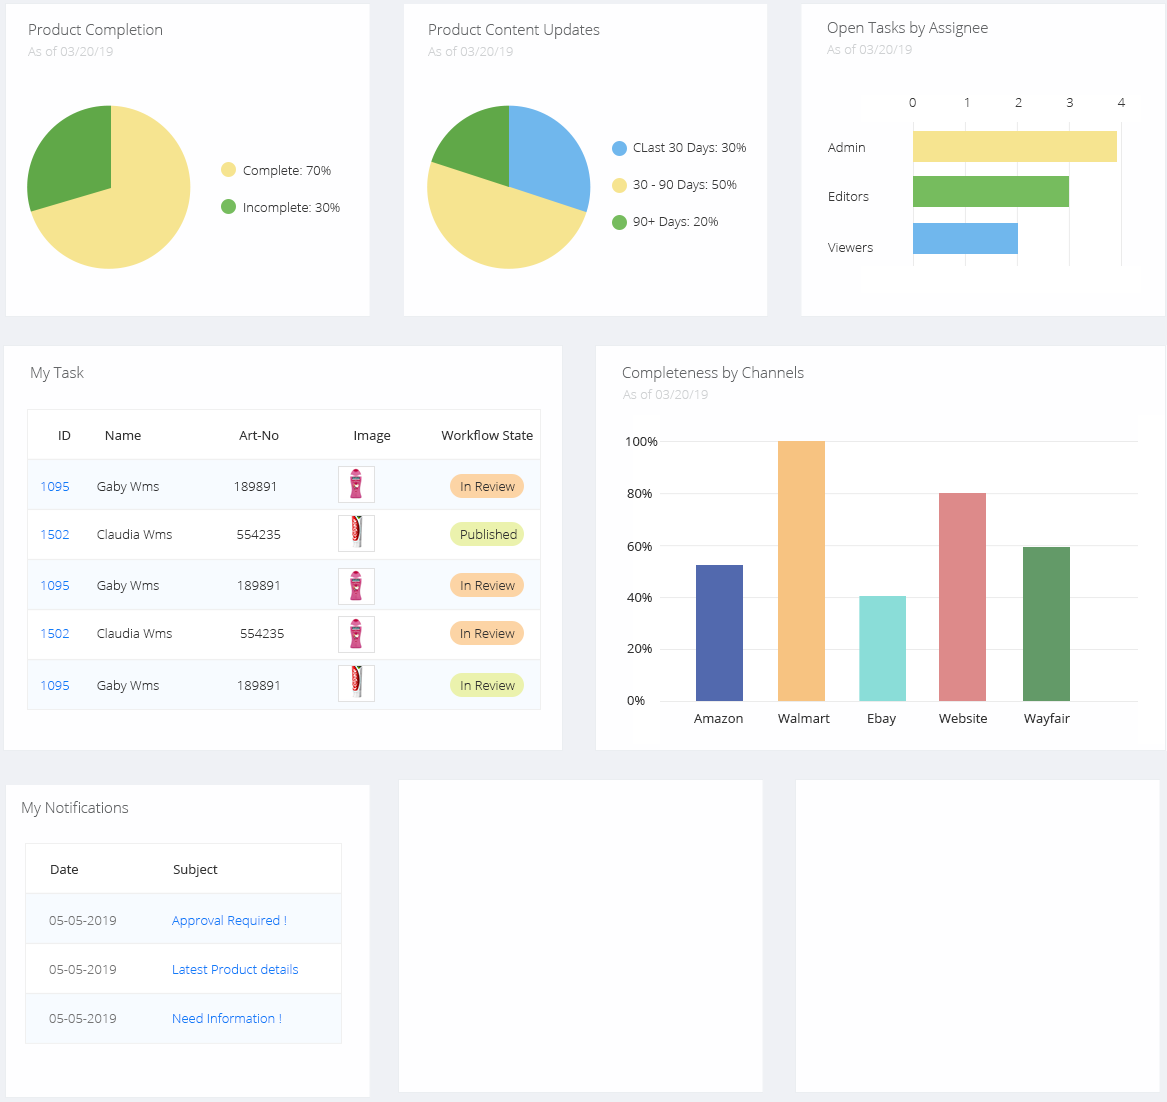 Product Completion
As of 03/20/19
Complete: 70%
Incomplete: 30%
Product Content Updates
As of 03/20/19
CLast 30 Days: 30%
30 - 90 Days: 50%
90+ Days: 20%
Open Tasks by Assignee
As of 03/20/19
0 1 2 3 4
Admin
Editors
Viewers
My Task
ID Name Art-No Image Workflow State
1095 Gaby Wms 189891 In Review
1502 Claudia Wms 554235 Published
1095 Gaby Wms 189891 In Review
1502 Claudia Wms 554235 In Review
1095 Gaby Wms 189891 In Review
Completeness by Channels
As of 03/20/19
100%
80%
60%
40%
20%
0%
Amazon Walmart Ebay Website Wayfair
My Notifications
Date Subject
05-05-2019 Approval Required !
05-05-2019 Latest Product details
05-05-2019 Need Information !